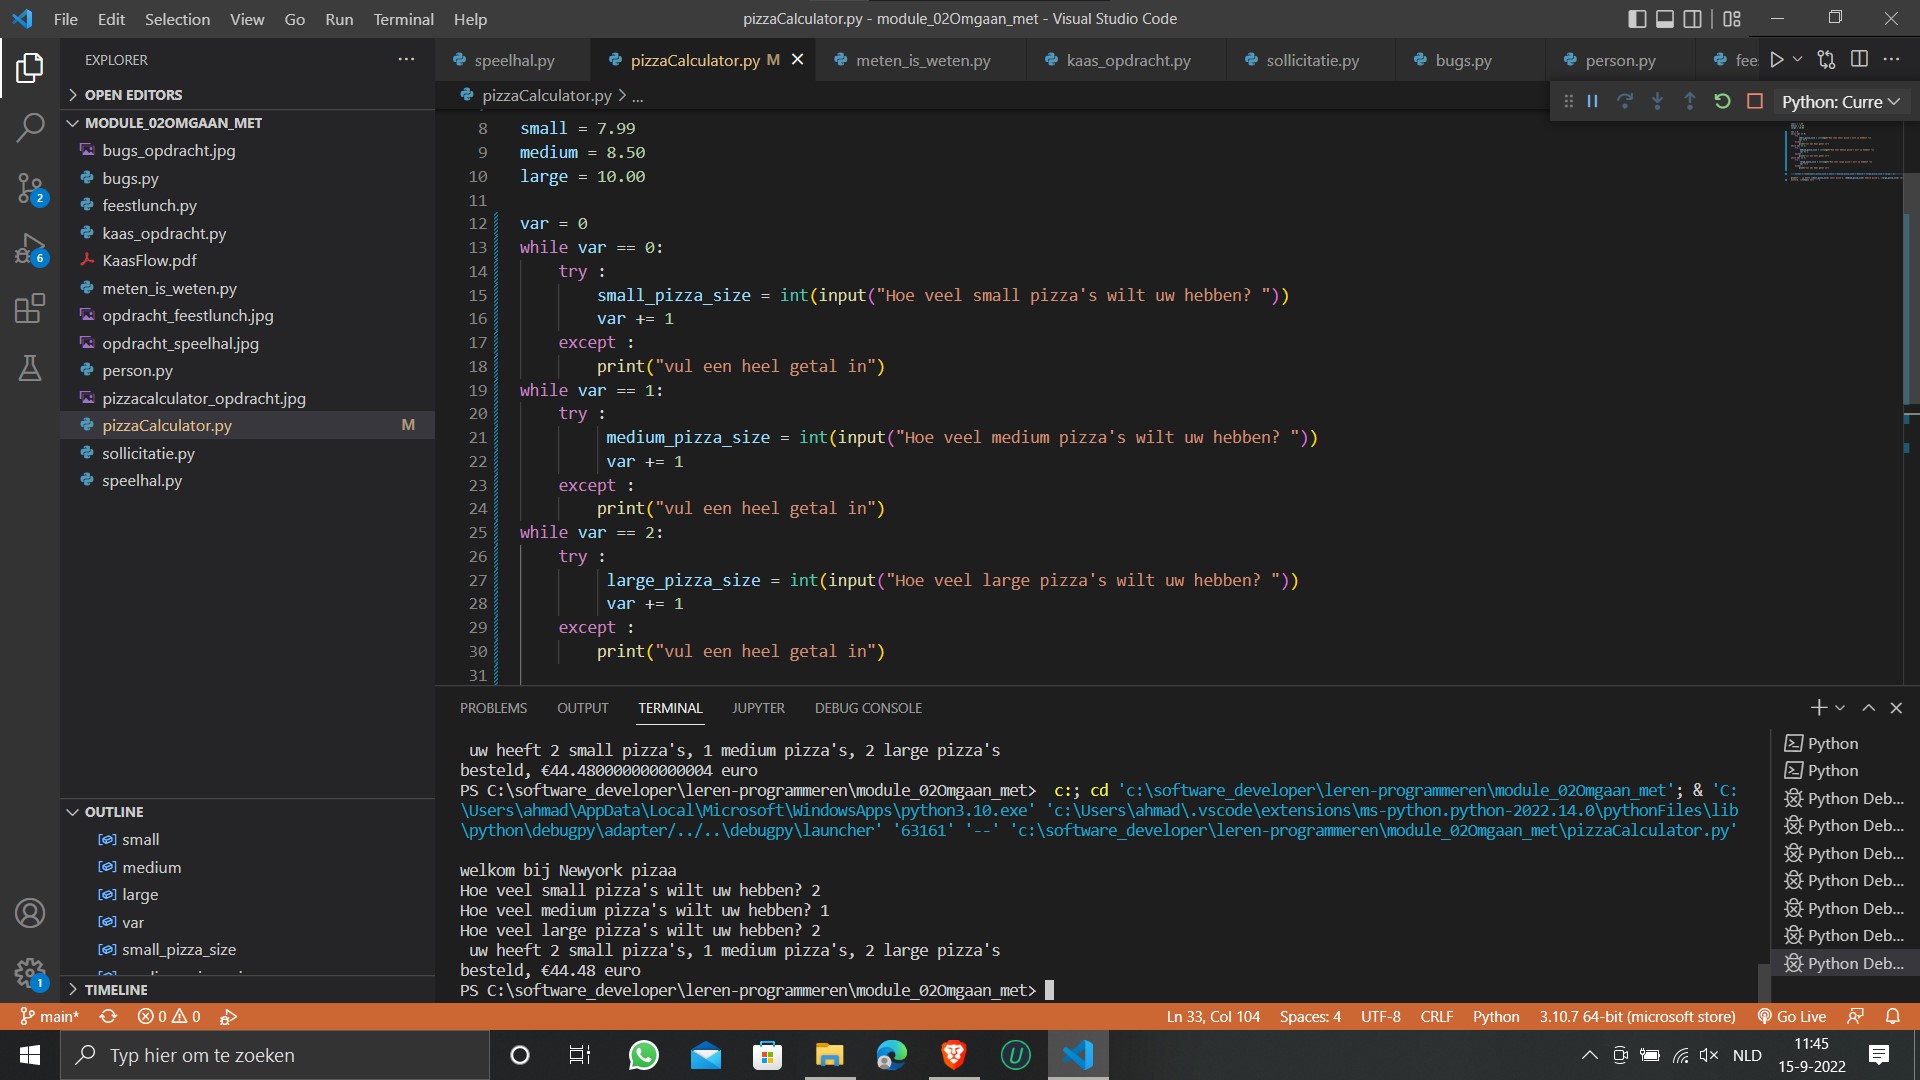 File Edit Selection View Go Run Terminal Help
pizzaCalculator.py - module_02Omgaan_met - Visual Studio Code
EXPLORER
OPEN EDITORS
MODULE_02OMGAAN_MET
bugs_opdracht.jpg
bugs.py
feestlunch.py
kaas_opdracht.py
KaasFlow.pdf
meten_is_weten.py
opdracht_feestlunch.jpg
opdracht_speelhal.jpg
person.py
pizzacalculator_opdracht.jpg
pizzaCalculator.py M
sollicitatie.py
speelhal.py
2
6
1
OUTLINE
small
medium
large
var
small_pizza_size
TIMELINE
speelhal.py pizzaCalculator.py M meten_is_weten.py kaas_opdracht.py sollicitatie.py bugs.py person.py fee
pizzaCalculator.py > ...
Python: Curre
8 small = 7.99
9 medium = 8.50
10 large = 10.00
11
12 var = 0
13 while var == 0:
14 try :
15 small_pizza_size = int(input("Hoe veel small pizza's wilt uw hebben? "))
16 var += 1
17 except :
18 print("vul een heel getal in")
19 while var == 1:
20 try :
21 medium_pizza_size = int(input("Hoe veel medium pizza's wilt uw hebben? "))
22 var += 1
23 except :
24 print("vul een heel getal in")
25 while var == 2:
26 try :
27 large_pizza_size = int(input("Hoe veel large pizza's wilt uw hebben? "))
28 var += 1
29 except :
30 print("vul een heel getal in")
31
PROBLEMS OUTPUT TERMINAL JUPYTER DEBUG CONSOLE
uw heeft 2 small pizza's, 1 medium pizza's, 2 large pizza's
besteld, €44.480000000000004 euro
PS C:\software_developer\leren-programmeren\module_02Omgaan_met> c:; cd 'c:\software_developer\leren-programmeren\module_02Omgaan_met'; & 'C:
\Users\ahmad\AppData\Local\Microsoft\WindowsApps\python3.10.exe' 'c:\Users\ahmad\.vscode\extensions\ms-python.python-2022.14.0\pythonFiles\lib
\python\debugpy\adapter/../..\debugpy\launcher' '63161' '--' 'c:\software_developer\leren-programmeren\module_02Omgaan_met\pizzaCalculator.py'
welkom bij Newyork pizaa
Hoe veel small pizza's wilt uw hebben? 2
Hoe veel medium pizza's wilt uw hebben? 1
Hoe veel large pizza's wilt uw hebben? 2
uw heeft 2 small pizza's, 1 medium pizza's, 2 large pizza's
besteld, €44.48 euro
PS C:\software_developer\leren-programmeren\module_02Omgaan_met>
Python
Python
Python Deb...
Python Deb...
Python Deb...
Python Deb...
Python Deb...
Python Deb...
Python Deb...
main* 0 0 Ln 33, Col 104 Spaces: 4 UTF-8 CRLF Python 3.10.7 64-bit (microsoft store) Go Live
Typ hier om te zoeken
NLD
11:45
15-9-2022